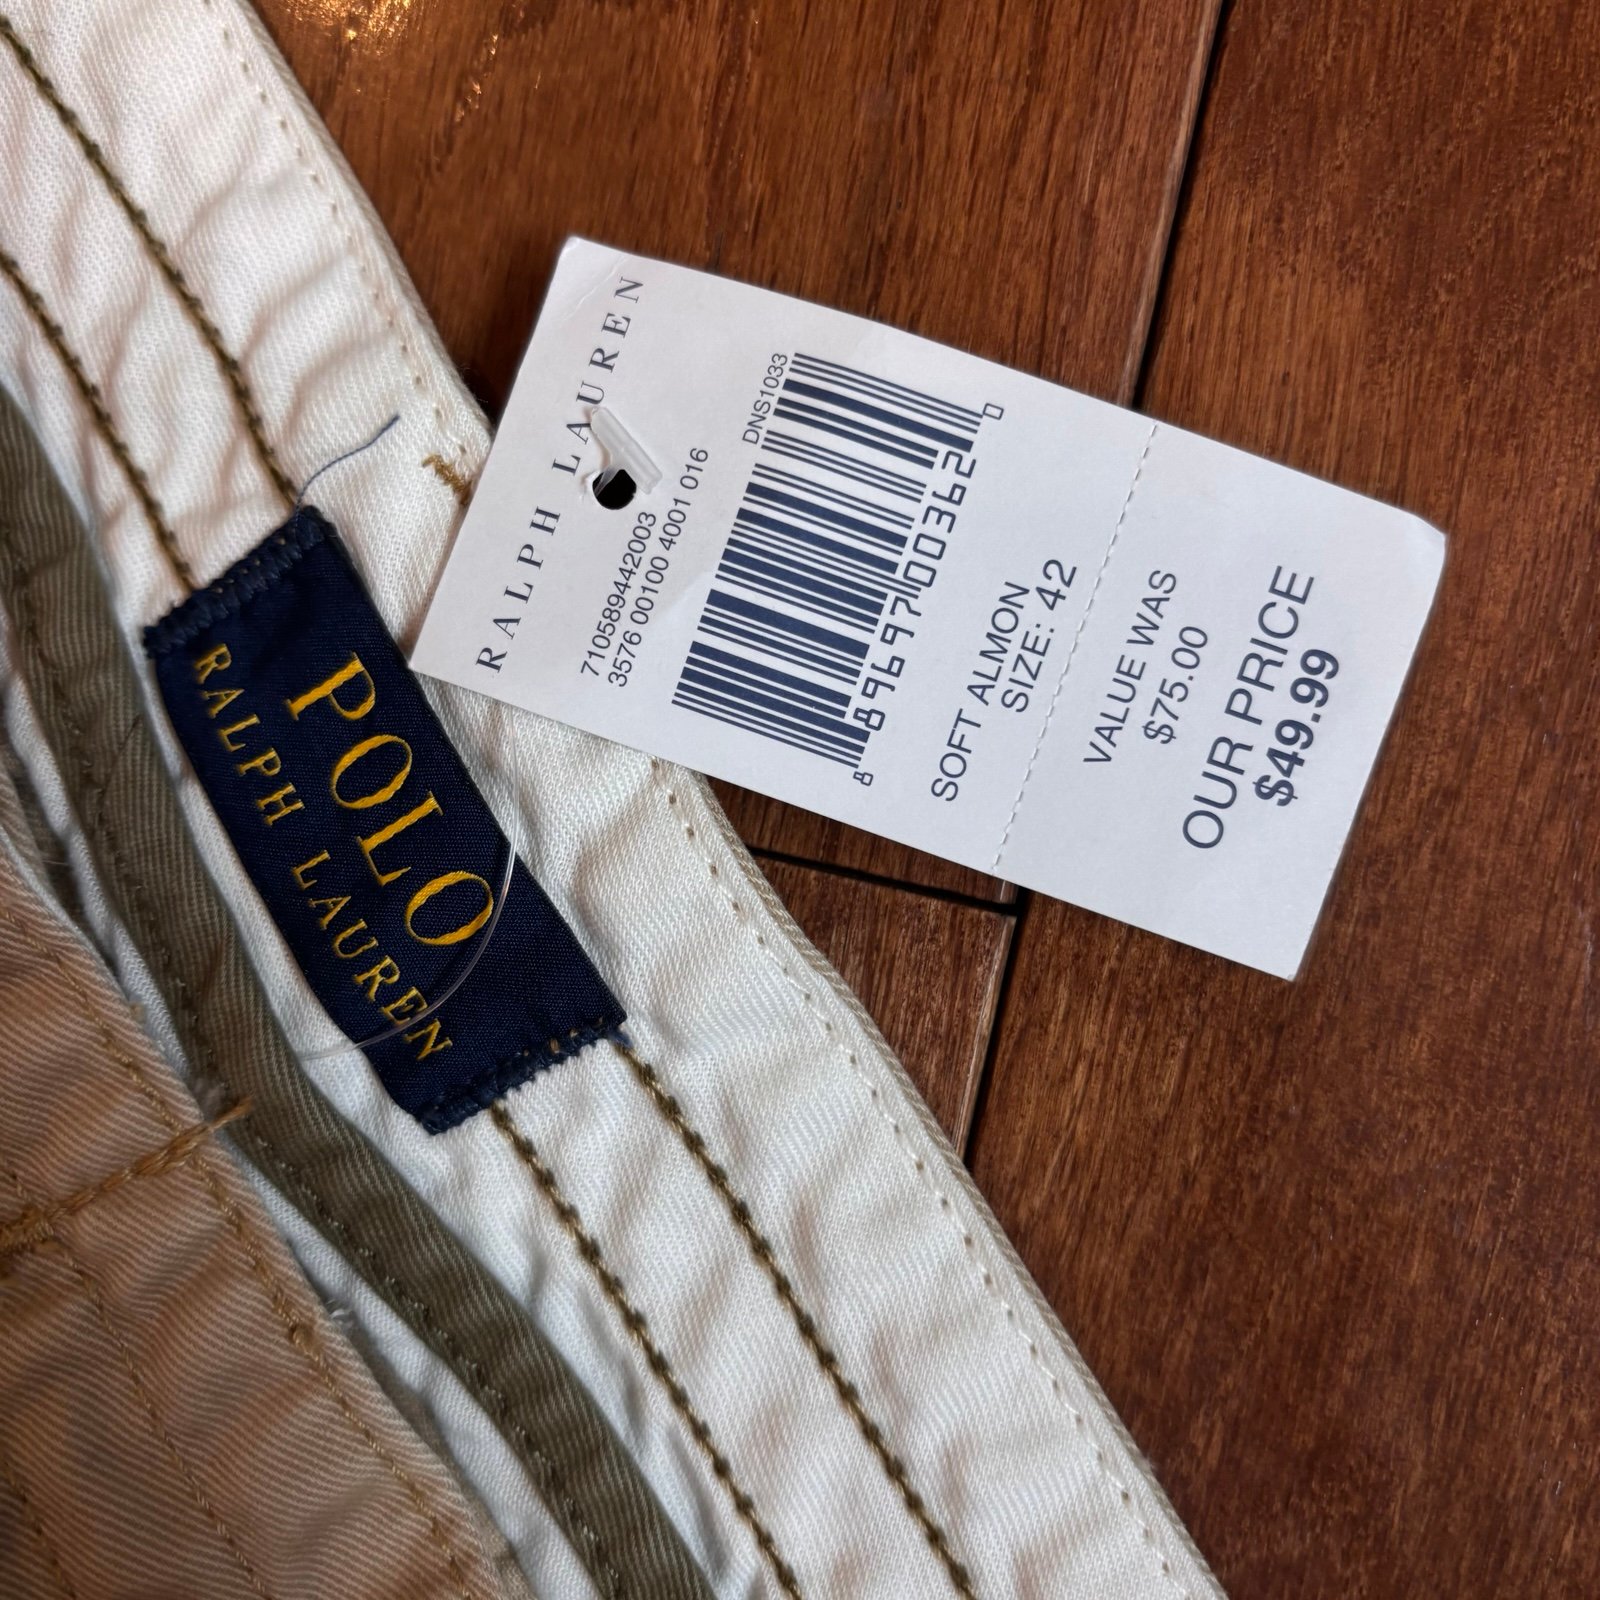 POLO
RALPH LAUREN
RALPH LAUREN
710589442003
3576 00100 4001 016
DNS1033
8 89697 00362 0
SOFT ALMON
SIZE: 42
VALUE WAS
$75.00
OUR PRICE
$49.99